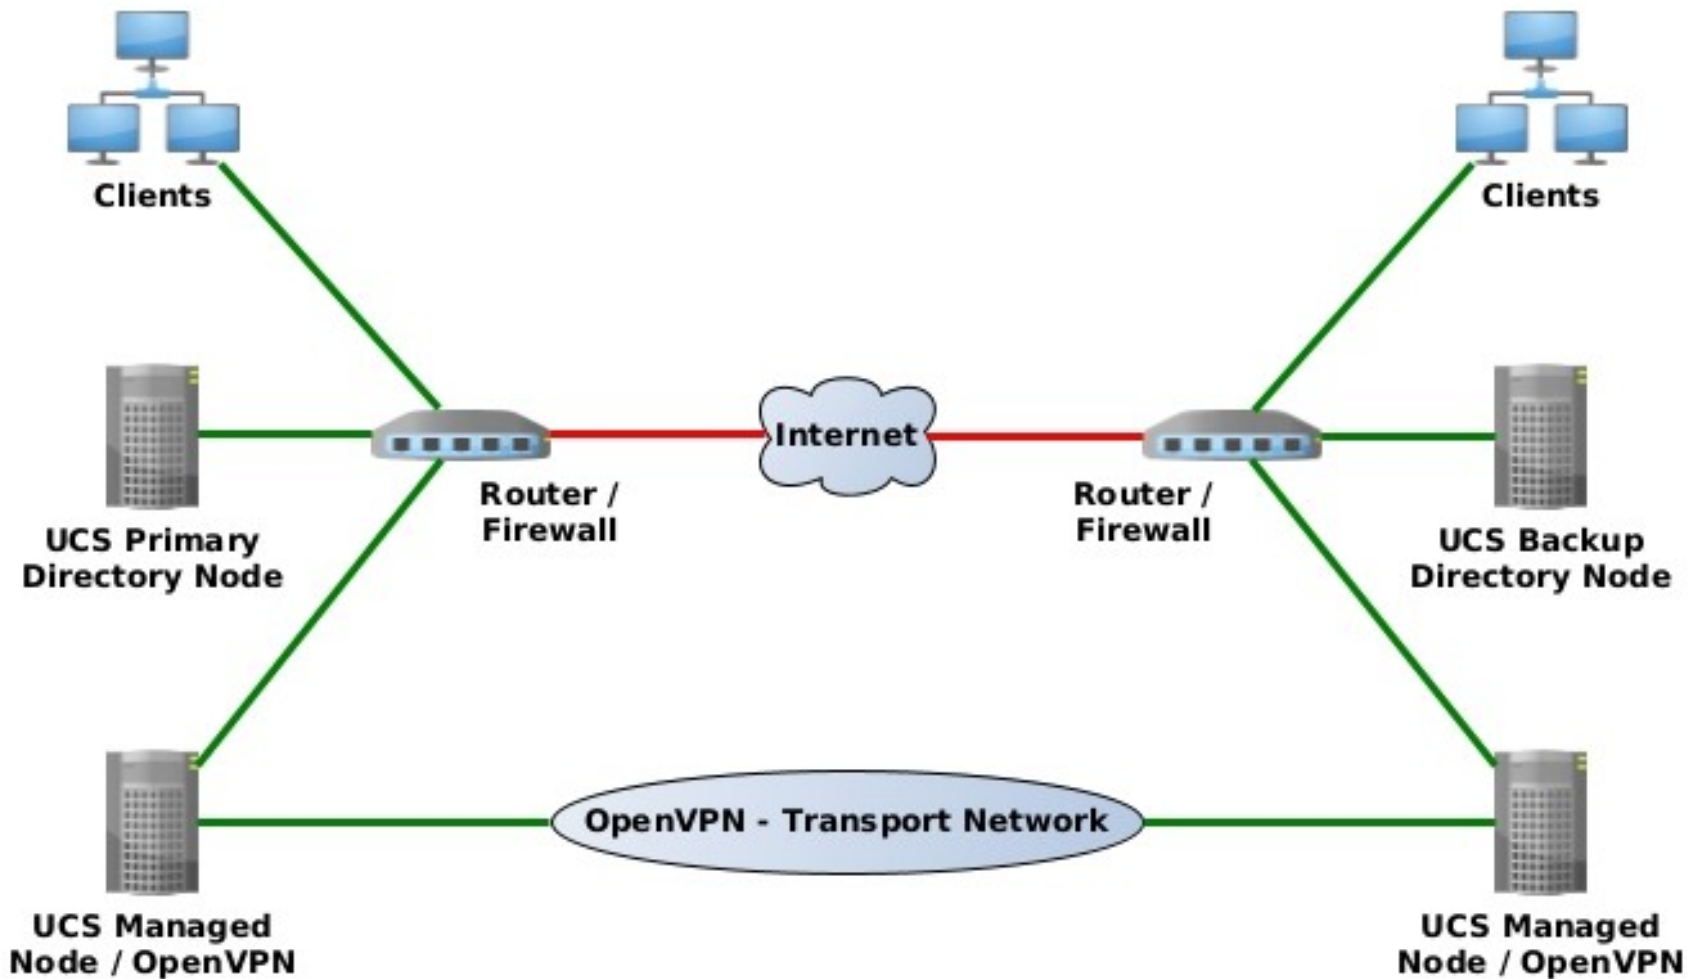 Clients
Clients
Internet
Router /
Firewall
Router /
Firewall
UCS Primary
Directory Node
UCS Backup
Directory Node
OpenVPN - Transport Network
UCS Managed
Node / OpenVPN
UCS Managed
Node / OpenVPN